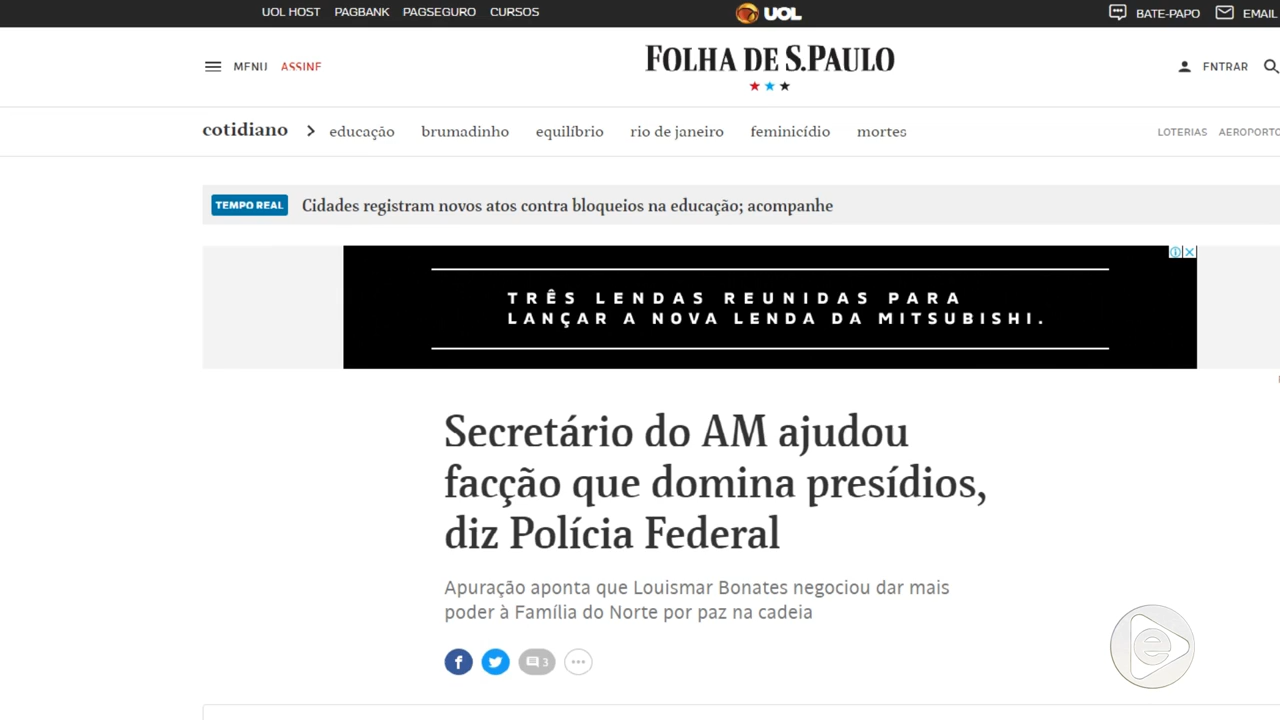 UOL HOST PAGBANK PAGSEGURO CURSOS UOL BATE-PAPO EMAIL
MENU ASSINE FOLHA DE S.PAULO ENTRAR
cotidiano educação brumadinho equilíbrio rio de janeiro feminicídio mortes LOTERIAS AEROPORTO
TEMPO REAL Cidades registram novos atos contra bloqueios na educação; acompanhe
TRÊS LENDAS REUNIDAS PARA
LANÇAR A NOVA LENDA DA MITSUBISHI.
Secretário do AM ajudou
facção que domina presídios,
diz Polícia Federal
Apuração aponta que Louismar Bonates negociou dar mais
poder à Família do Norte por paz na cadeia
3
e